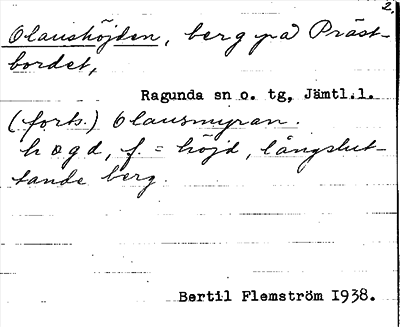 2.
Olaushöjden, berg på Präst-
bordet,
Ragunda sn o. tg, Jämtl.l.
(forts.) Olausmyran.
högd, f. = höjd, långslut-
tande berg.
Bertil Flemström 1938.